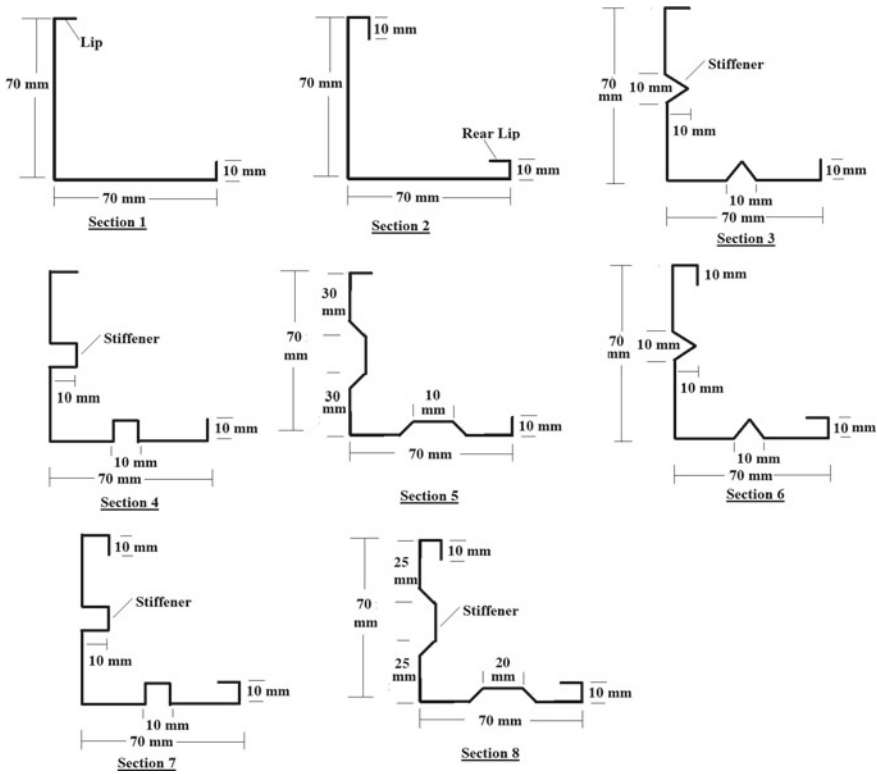 Lip
70 mm
10 mm
70 mm
Section 1
10 mm
70 mm
Rear Lip
10 mm
70 mm
Section 2
Stiffener
70
mm
10 mm
10 mm
10 mm
10 mm
70 mm
Section 3
Stiffener
10 mm
10 mm
10 mm
70 mm
Section 4
30
mm
70
mm
30
mm
10
mm
10 mm
70 mm
Section 5
10 mm
70
mm
10 mm
10 mm
10 mm
10 mm
70 mm
Section 6
10 mm
Stiffener
10 mm
10 mm
10 mm
70 mm
Section 7
25
mm
10 mm
70
mm
Stiffener
25
mm
20
mm
10 mm
70 mm
Section 8